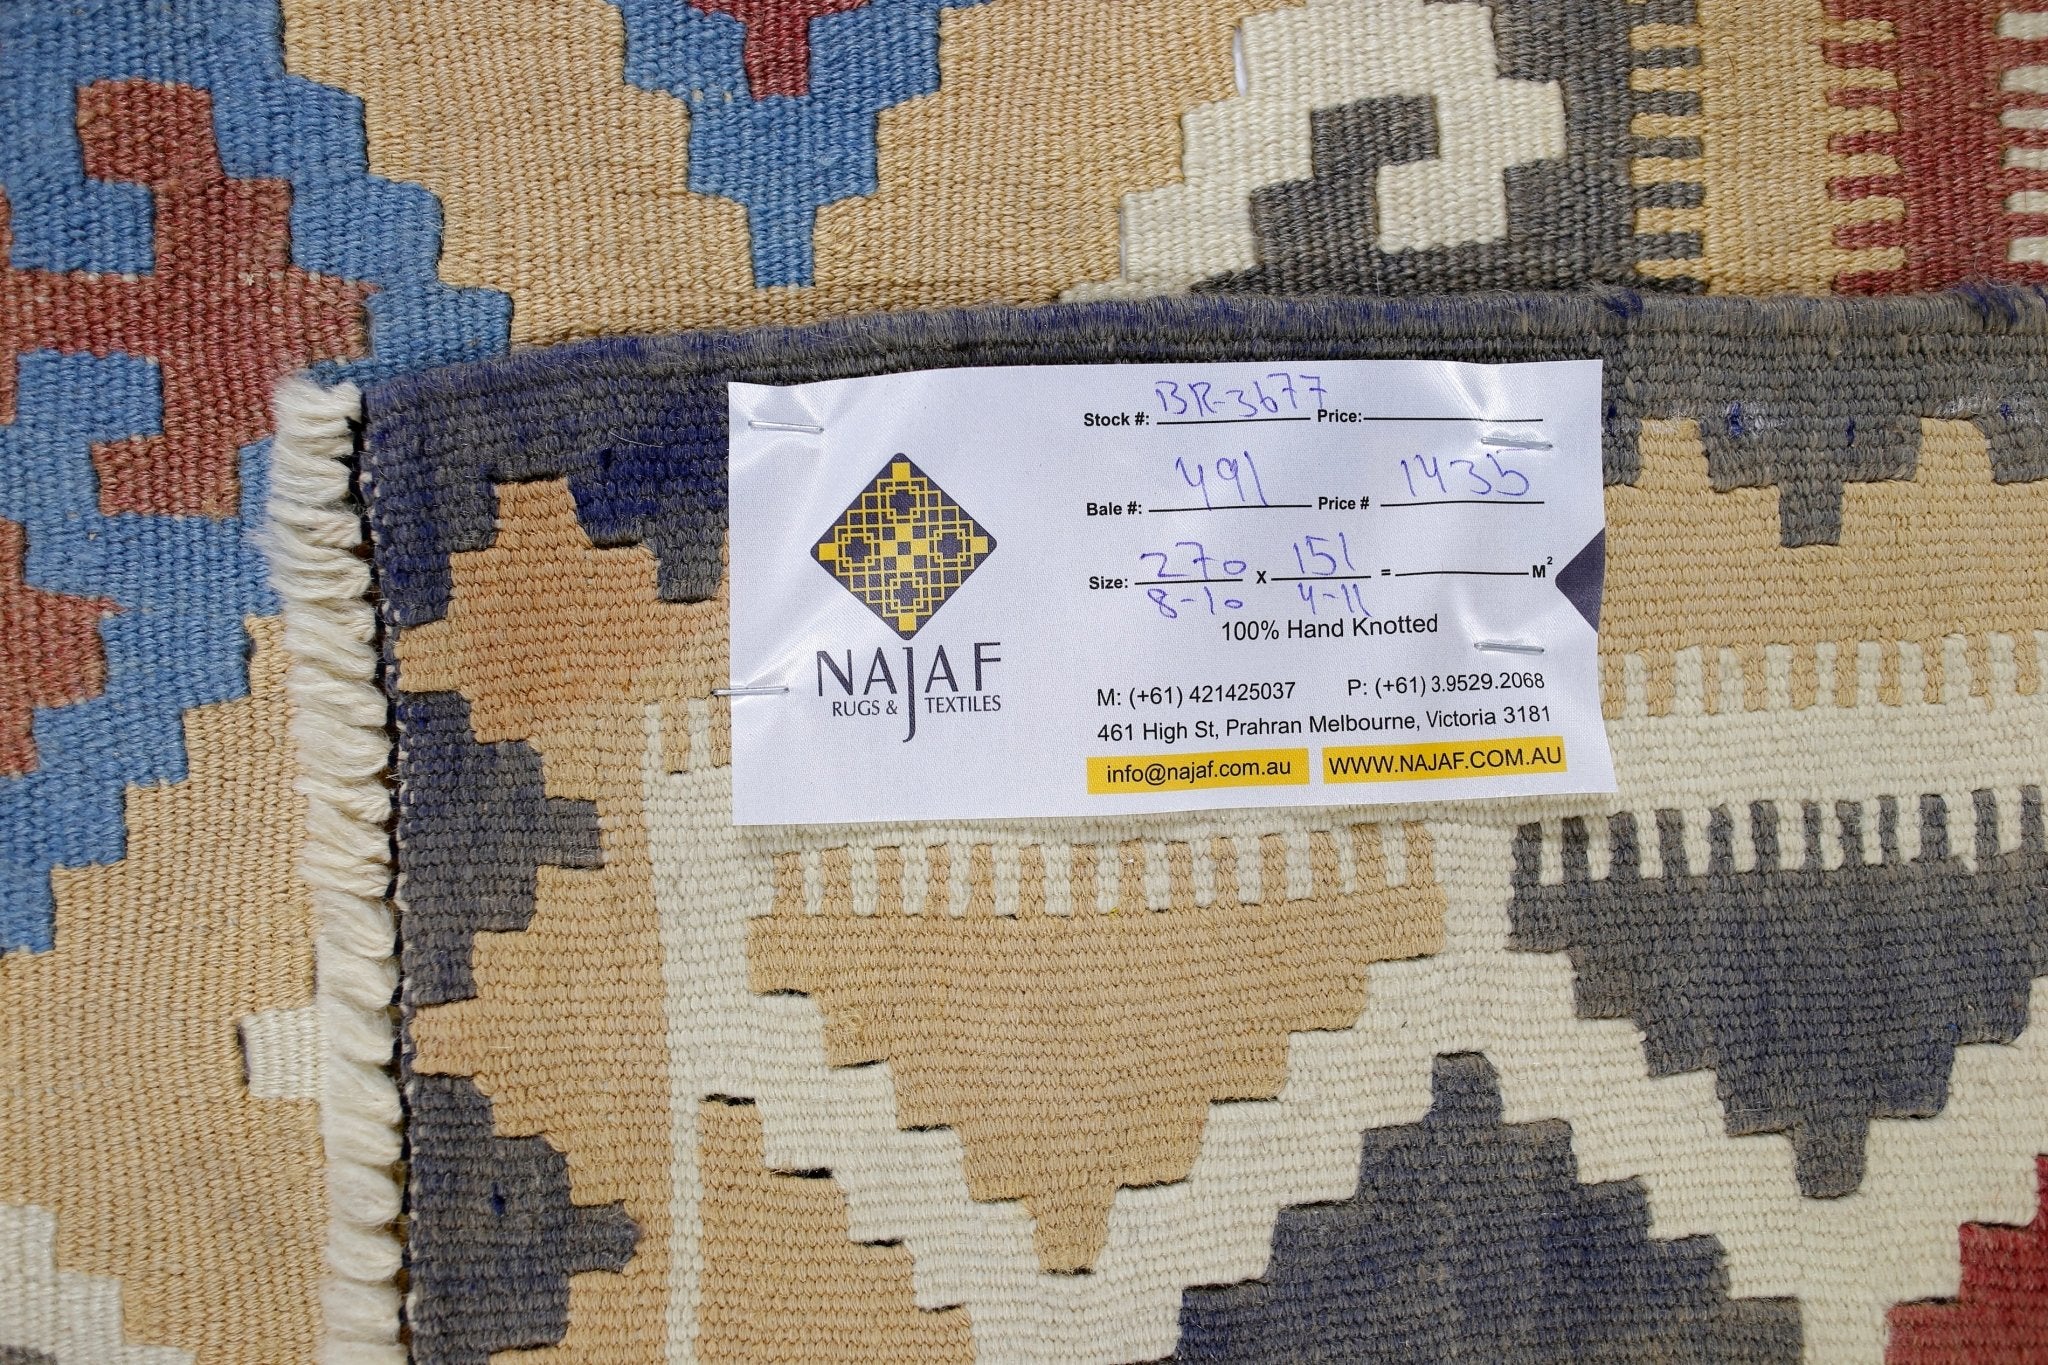 NAJAF
RUGS & TEXTILES
Stock #: BR-3677 Price:
Bale #: 491 Price # 1435
Size: 270 x 151 = M²
8-10 4-11
100% Hand Knotted
M: (+61) 421425037 P: (+61) 3.9529.2068
461 High St, Prahran Melbourne, Victoria 3181
info@najaf.com.au WWW.NAJAF.COM.AU